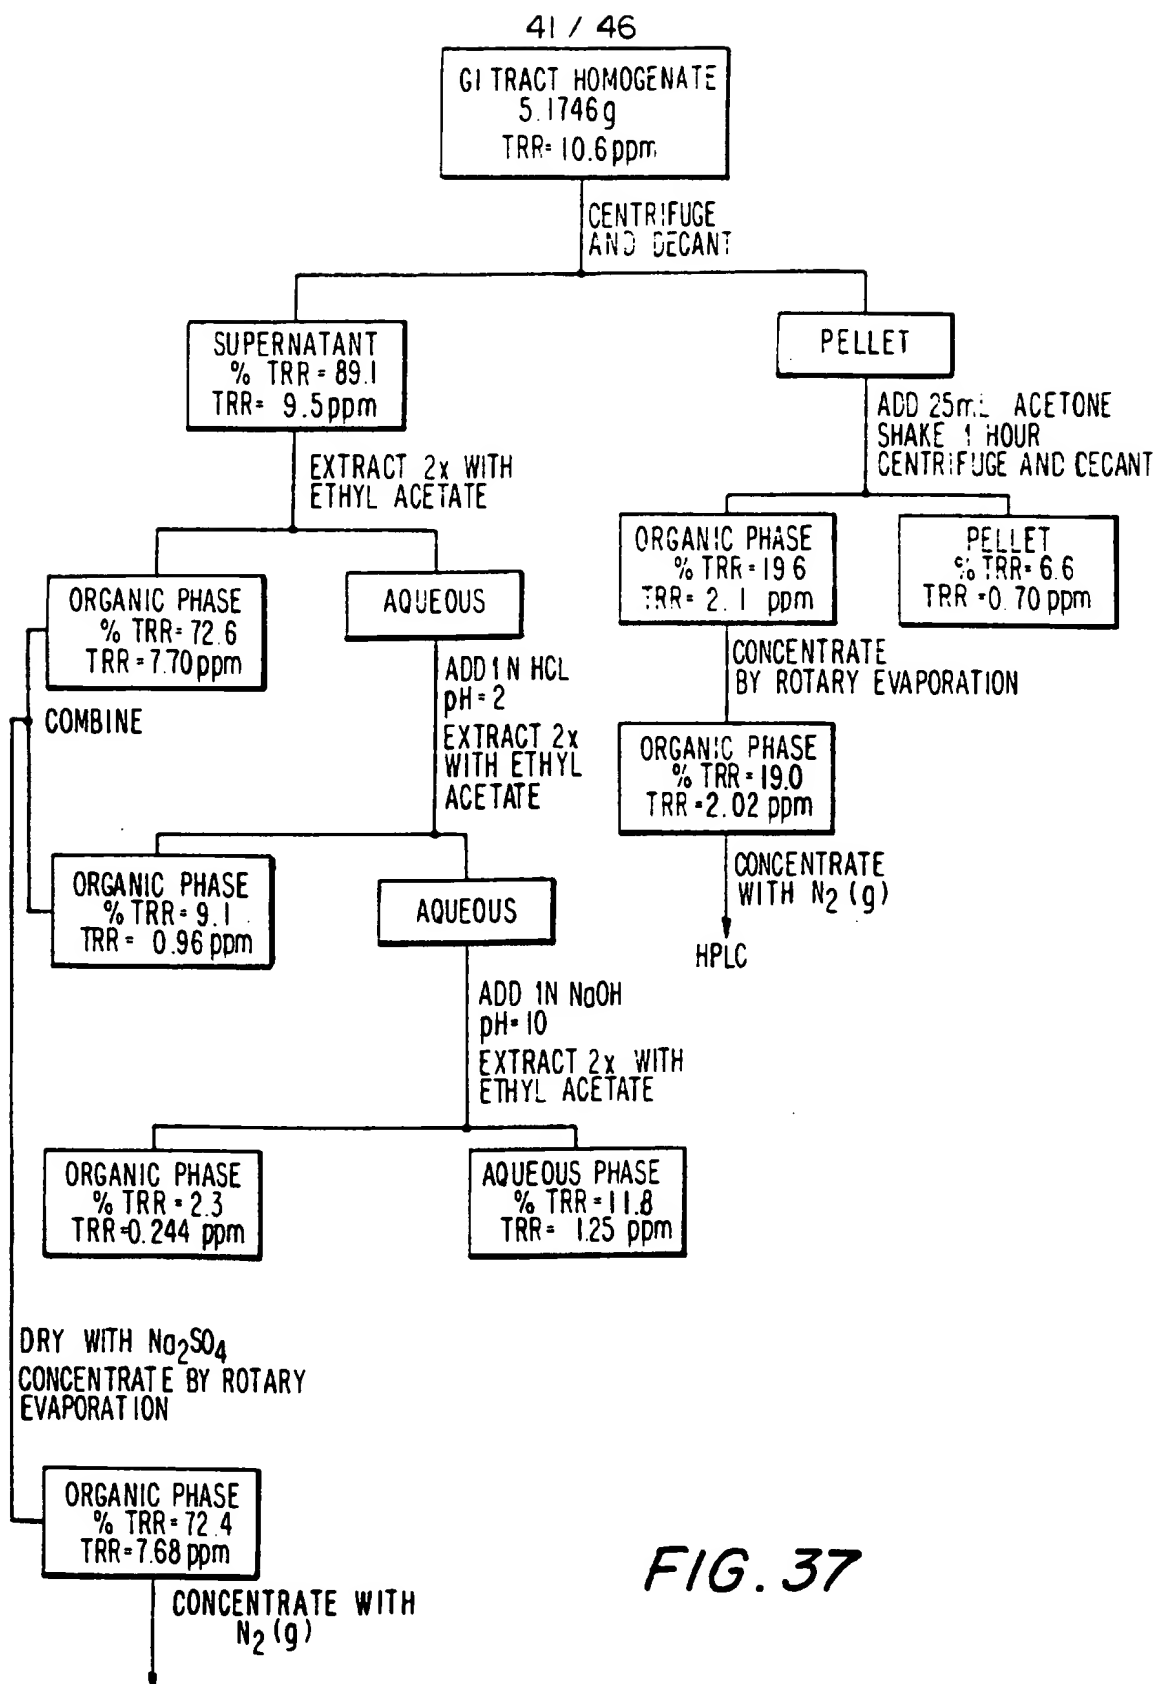 41 / 46
GI TRACT HOMOGENATE
5.1746g
TRR= 10.6 ppm
CENTRIFUGE
AND DECANT
SUPERNATANT
% TRR = 89.1
TRR= 9.5 ppm
PELLET
EXTRACT 2x WITH
ETHYL ACETATE
ADD 25mL ACETONE
SHAKE 1 HOUR
CENTRIFUGE AND DECANT
ORGANIC PHASE
% TRR= 72.6
TRR= 7.70 ppm
AQUEOUS
ORGANIC PHASE
% TRR= 19.6
TRR= 2.1 ppm
PELLET
% TRR= 6.6
TRR =0.70 ppm
COMBINE
ADD 1N HCL
pH= 2
EXTRACT 2x
WITH ETHYL
ACETATE
CONCENTRATE
BY ROTARY EVAPORATION
ORGANIC PHASE
% TRR= 19.0
TRR =2.02 ppm
ORGANIC PHASE
% TRR= 9.1
TRR= 0.96 ppm
AQUEOUS
CONCENTRATE
WITH N2 (g)
HPLC
ADD 1N NaOH
pH= 10
EXTRACT 2x WITH
ETHYL ACETATE
ORGANIC PHASE
% TRR = 2.3
TRR=0.244 ppm
AQUEOUS PHASE
% TRR= 11.8
TRR= 1.25 ppm
DRY WITH Na2SO4
CONCENTRATE BY ROTARY
EVAPORATION
ORGANIC PHASE
% TRR= 72.4
TRR=7.68 ppm
CONCENTRATE WITH
N2 (g)
FIG. 37